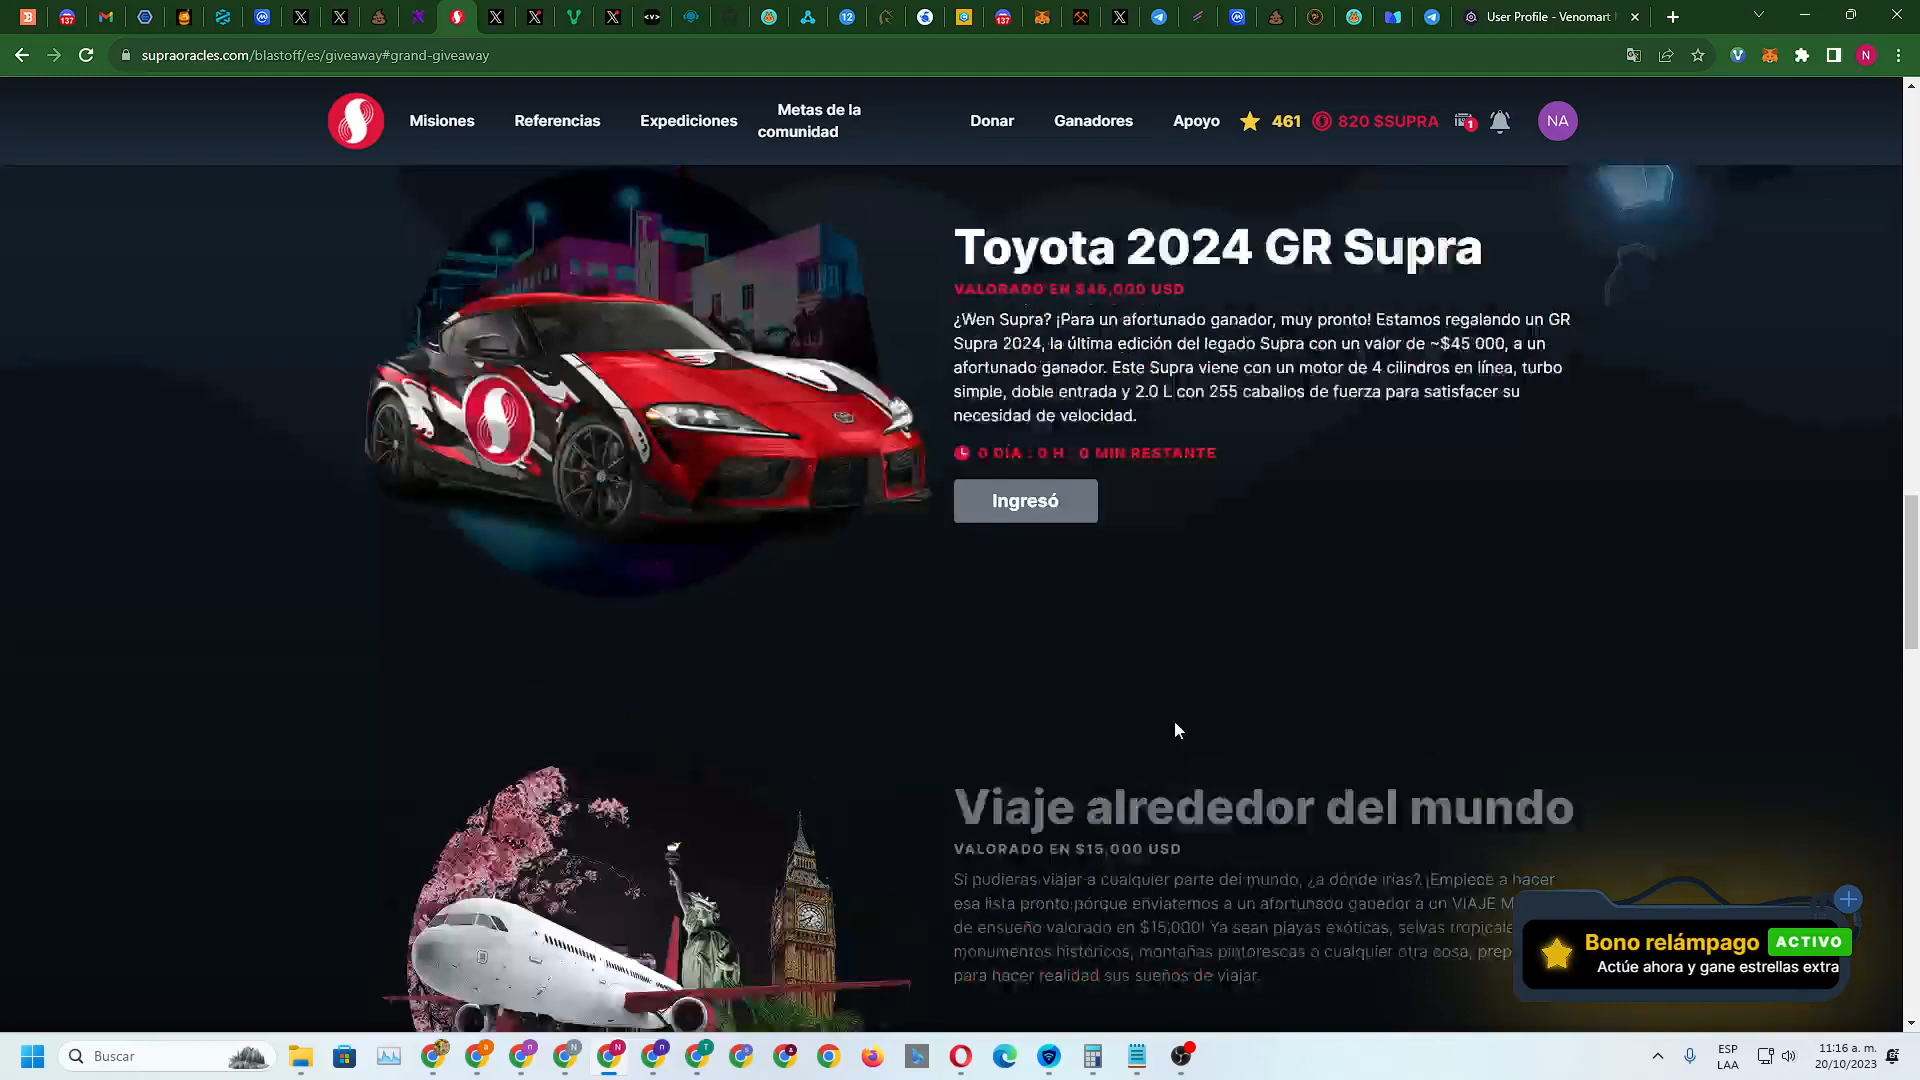 User Profile - Venomart
supraoracles.com/blastoff/es/giveaway#grand-giveaway
Misiones
Referencias
Expediciones
Metas de la
comunidad
Donar
Ganadores
Apoyo
461
820 $SUPRA
1
NA
Toyota 2024 GR Supra
VALORADO EN $45,000 USD
¿Wen Supra? ¡Para un afortunado ganador, muy pronto! Estamos regalando un GR
Supra 2024, la última edición del legado Supra con un valor de ~$45 000, a un
afortunado ganador. Este Supra viene con un motor de 4 cilindros en línea, turbo
simple, doble entrada y 2.0 L con 255 caballos de fuerza para satisfacer su
necesidad de velocidad.
0 DÍA : 0 H : 0 MIN RESTANTE
Ingresó
Viaje alrededor del mundo
VALORADO EN $15,000 USD
Si pudieras viajar a cualquier parte del mundo, ¿a dónde irías? ¡Empiece a hacer
esa lista pronto porque enviaremos a un afortunado ganador a un VIAJE M
de ensueño valorado en $15,000! Ya sean playas exóticas, selvas tropicale
monumentos históricos, montañas pintorescas o cualquier otra cosa, prep
para hacer realidad sus sueños de viajar.
Bono relámpago ACTIVO
Actúe ahora y gane estrellas extra
Buscar
ESP
LAA
11:16 a. m.
20/10/2023